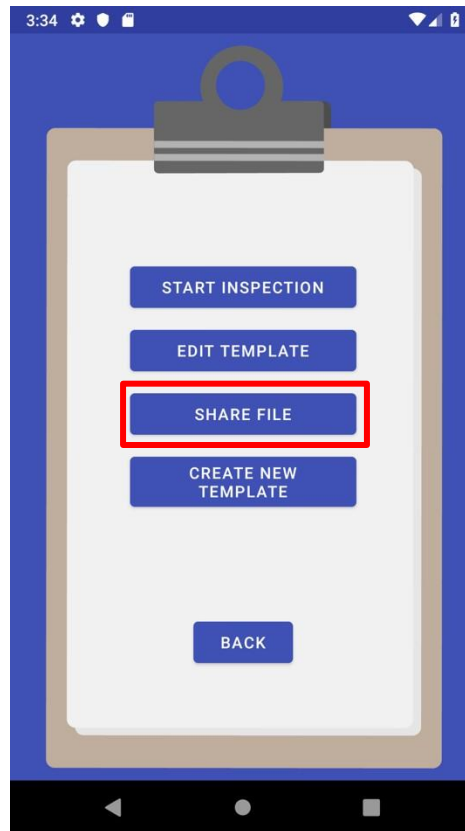 3:34
START INSPECTION
EDIT TEMPLATE
SHARE FILE
CREATE NEW
TEMPLATE
BACK